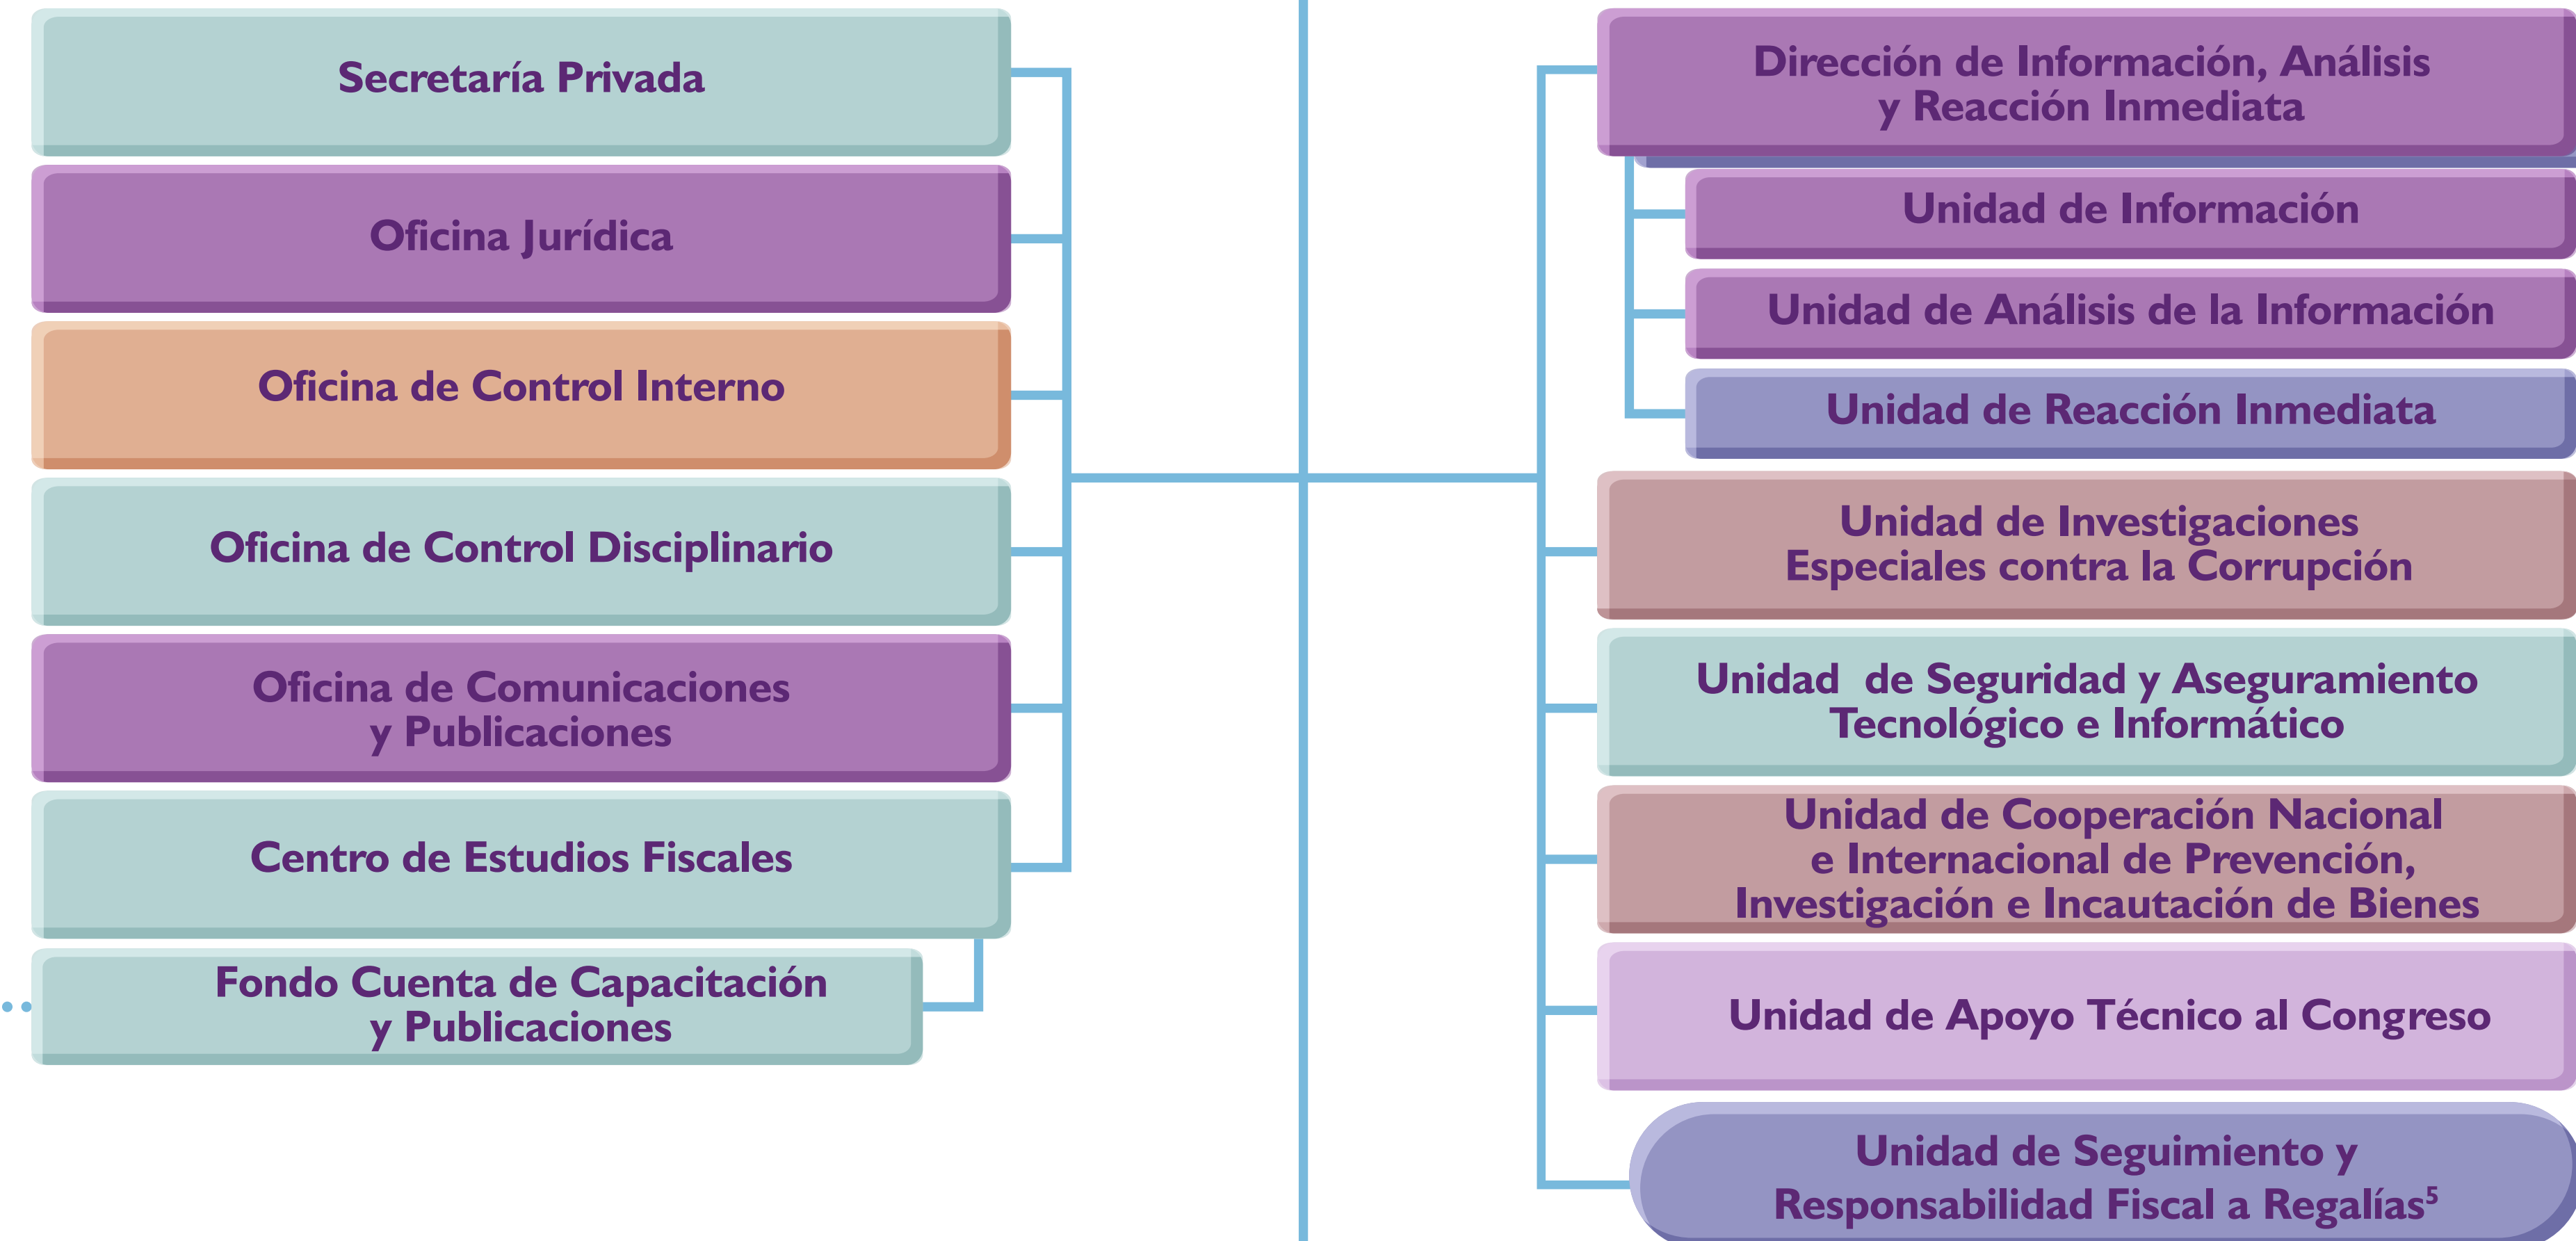 Secretaría Privada
Oficina Jurídica
Oficina de Control Interno
Oficina de Control Disciplinario
Oficina de Comunicaciones
y Publicaciones
Centro de Estudios Fiscales
Fondo Cuenta de Capacitación
y Publicaciones
Dirección de Información, Análisis
y Reacción Inmediata
Unidad de Información
Unidad de Análisis de la Información
Unidad de Reacción Inmediata
Unidad de Investigaciones
Especiales contra la Corrupción
Unidad de Seguridad y Aseguramiento
Tecnológico e Informático
Unidad de Cooperación Nacional
e Internacional de Prevención,
Investigación e Incautación de Bienes
Unidad de Apoyo Técnico al Congreso
Unidad de Seguimiento y
Responsabilidad Fiscal a Regalías⁵